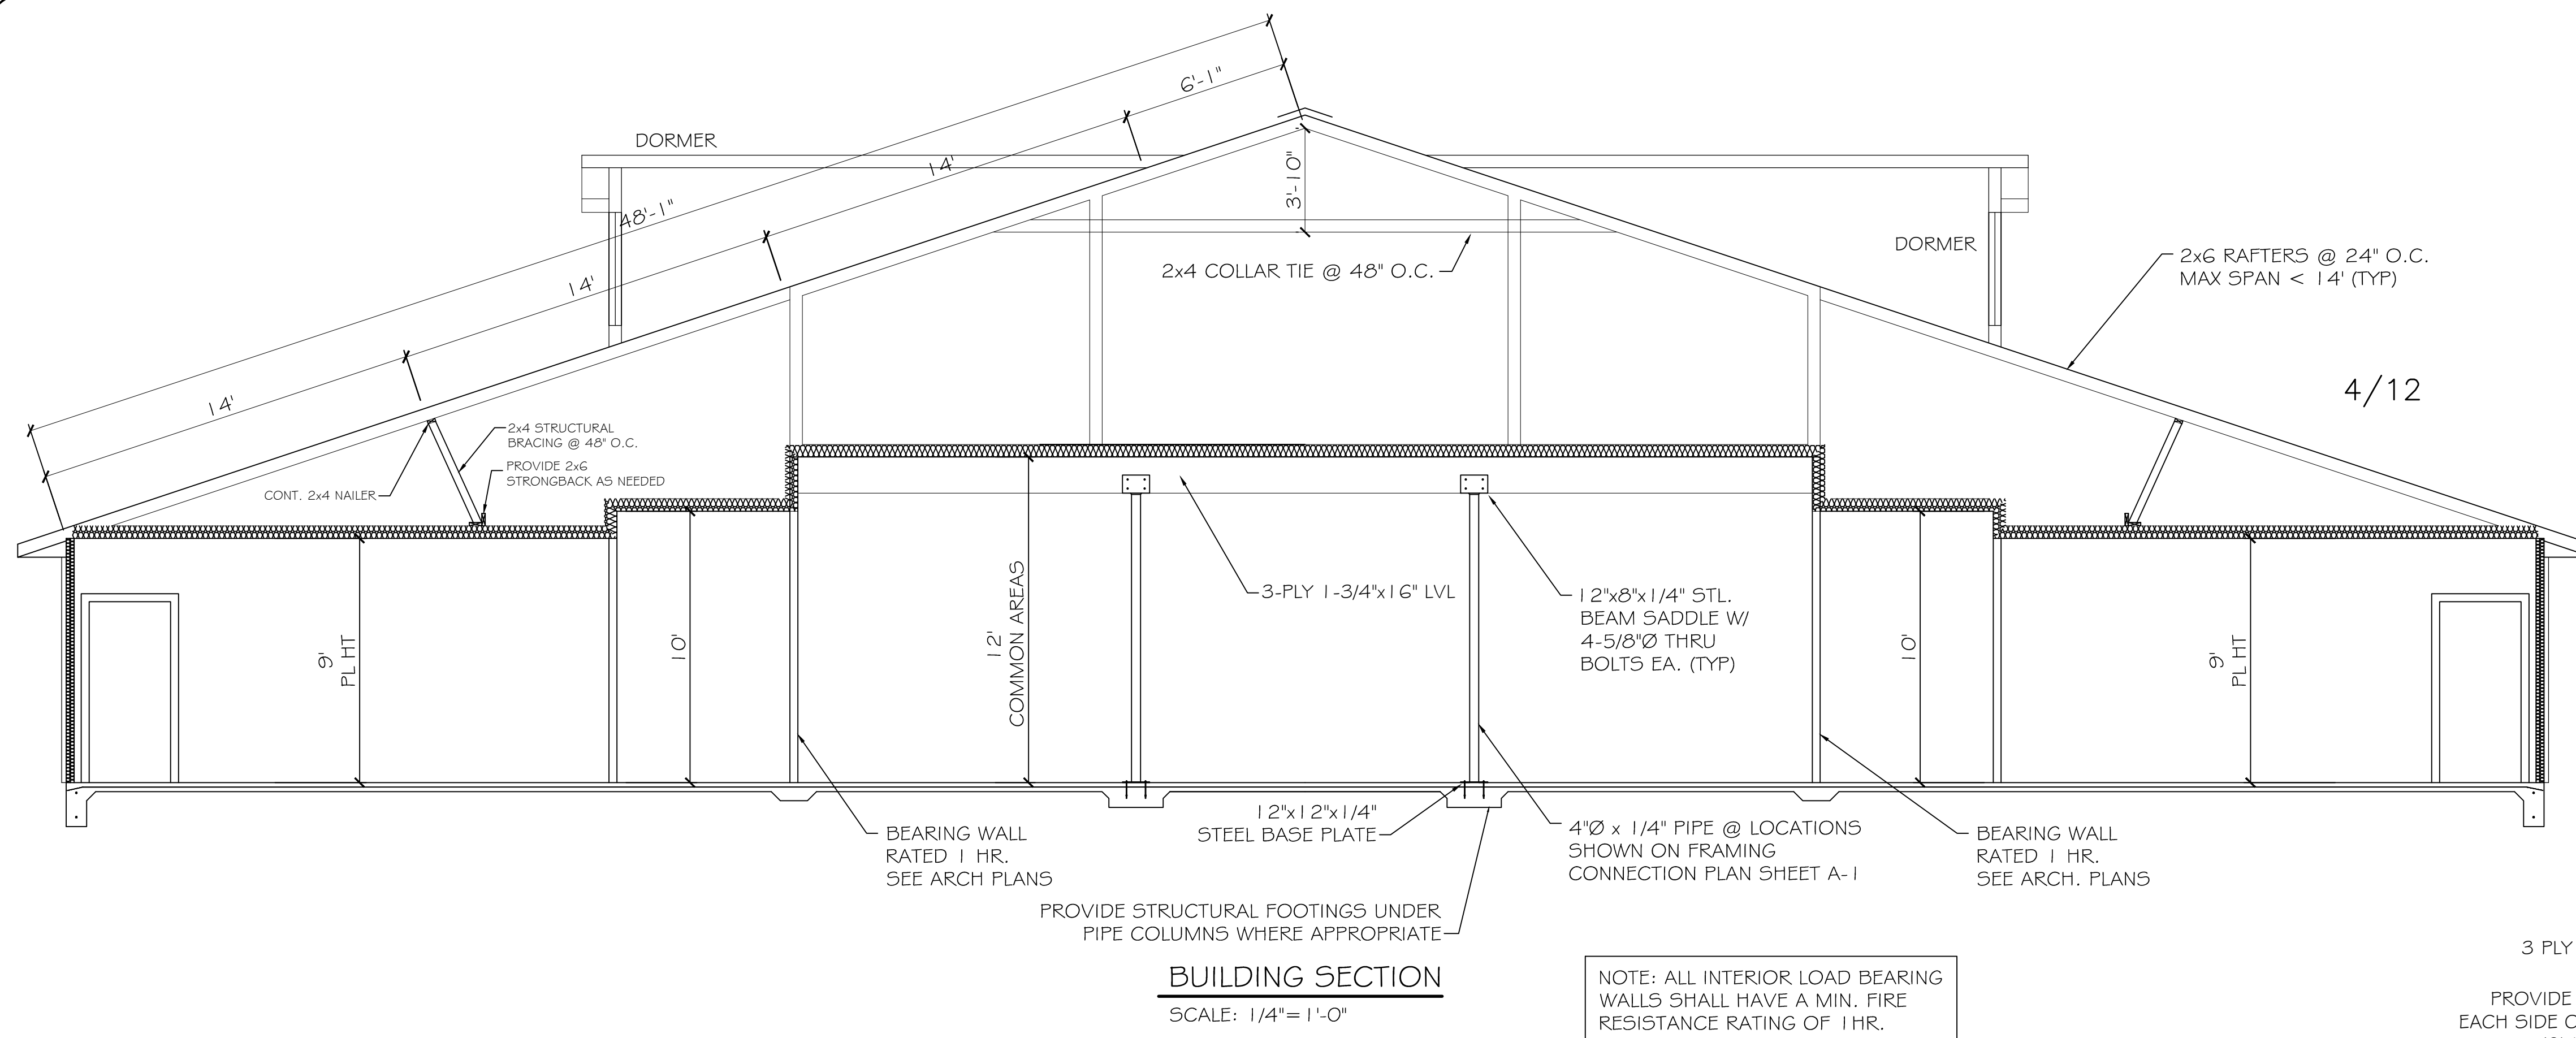 6'-1"
DORMER
14'
3'-10"
48'-1"
DORMER
2x6 RAFTERS @ 24" O.C.
MAX SPAN < 14' (TYP)
2x4 COLLAR TIE @ 48" O.C.
14'
4/12
14'
2x4 STRUCTURAL
BRACING @ 48" O.C.
PROVIDE 2x6
STRONGBACK AS NEEDED
CONT. 2x4 NAILER
3-PLY 1-3/4"x16" LVL
12"x8"x1/4" STL.
BEAM SADDLE W/
4-5/8"Ø THRU
BOLTS EA. (TYP)
9'
PL HT
10'
12'
COMMON AREAS
10'
9'
PL HT
12"x12"x1/4"
STEEL BASE PLATE
4"Ø x 1/4" PIPE @ LOCATIONS
SHOWN ON FRAMING
CONNECTION PLAN SHEET A-1
BEARING WALL
RATED 1 HR.
SEE ARCH PLANS
BEARING WALL
RATED 1 HR.
SEE ARCH. PLANS
PROVIDE STRUCTURAL FOOTINGS UNDER
PIPE COLUMNS WHERE APPROPRIATE
BUILDING SECTION
SCALE: 1/4"=1'-0"
NOTE: ALL INTERIOR LOAD BEARING
WALLS SHALL HAVE A MIN. FIRE
RESISTANCE RATING OF 1HR.
3 PLY
PROVIDE
EACH SIDE